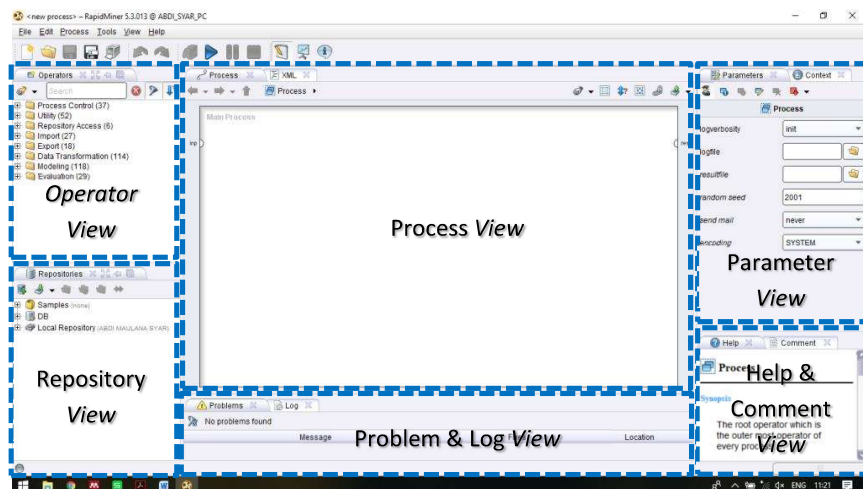 <new process> – RapidMiner 5.3.013 @ ABDI_SYAR_PC
File Edit Process Tools View Help
Operators
Search
Process Control (37)
Utility (52)
Repository Access (6)
Import (27)
Export (18)
Data Transformation (114)
Modeling (118)
Evaluation (29)
Operator
View
Repositories
Samples (none)
DB
Local Repository (ABDI MAULANA SYAR)
Repository
View
Process XML
Process
Main Process
inp
Process View
Problems Log
No problems found
Message Location
Problem & Log View
Parameters Context
Process
logverbosity init
logfile
resultfile
random seed 2001
send mail never
encoding SYSTEM
Parameter
View
Help Comment
Process
Synopsis
The root operator which is
the outer most operator of
every process
Help &
Comment
View
ENG 11:21